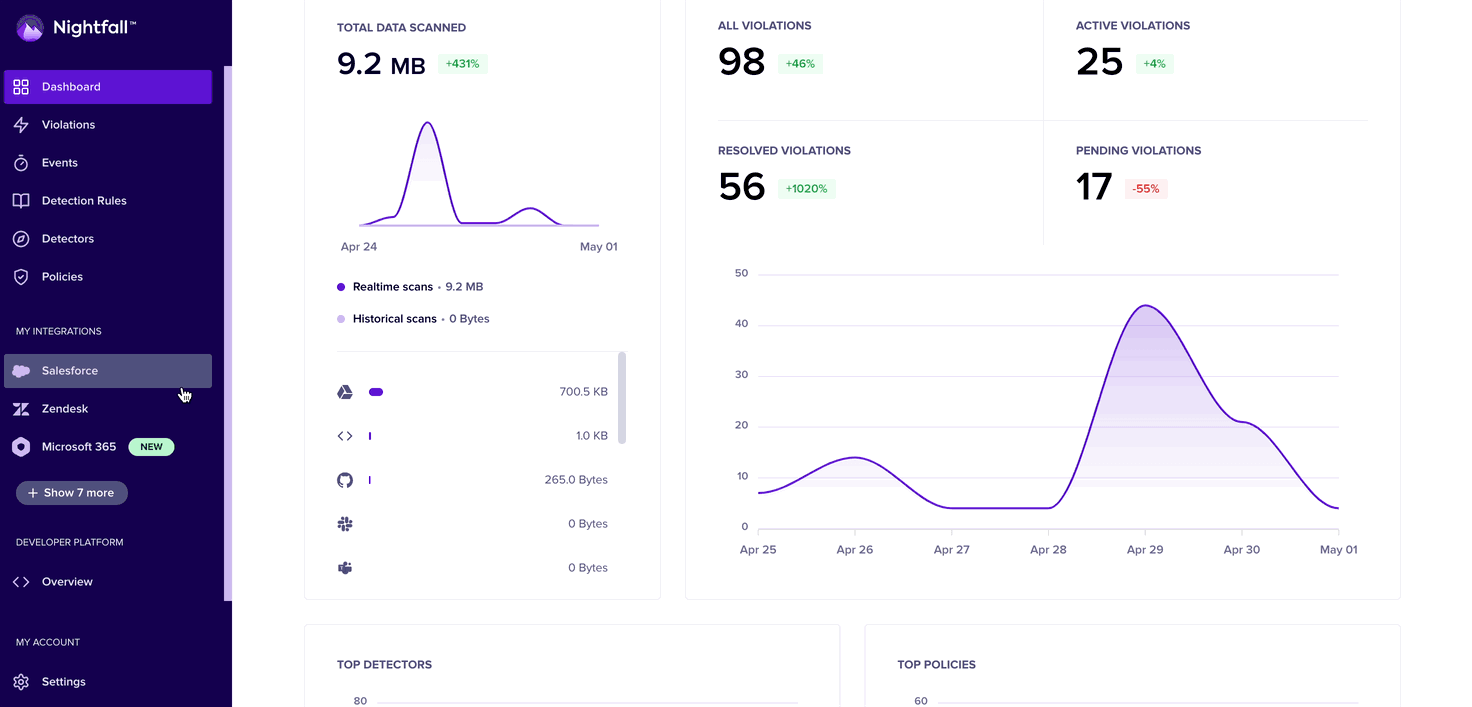 Nightfall™
Dashboard
Violations
Events
Detection Rules
Detectors
Policies
MY INTEGRATIONS
Salesforce
Zendesk
Microsoft 365 NEW
+ Show 7 more
DEVELOPER PLATFORM
Overview
MY ACCOUNT
Settings
TOTAL DATA SCANNED
9.2 MB +431%
Apr 24 May 01
Realtime scans • 9.2 MB
Historical scans • 0 Bytes
700.5 KB
1.0 KB
265.0 Bytes
0 Bytes
0 Bytes
ALL VIOLATIONS
98 +46%
ACTIVE VIOLATIONS
25 +4%
RESOLVED VIOLATIONS
56 +1020%
PENDING VIOLATIONS
17 -55%
50
40
30
20
10
0
Apr 25 Apr 26 Apr 27 Apr 28 Apr 29 Apr 30 May 01
TOP DETECTORS
80
TOP POLICIES
60